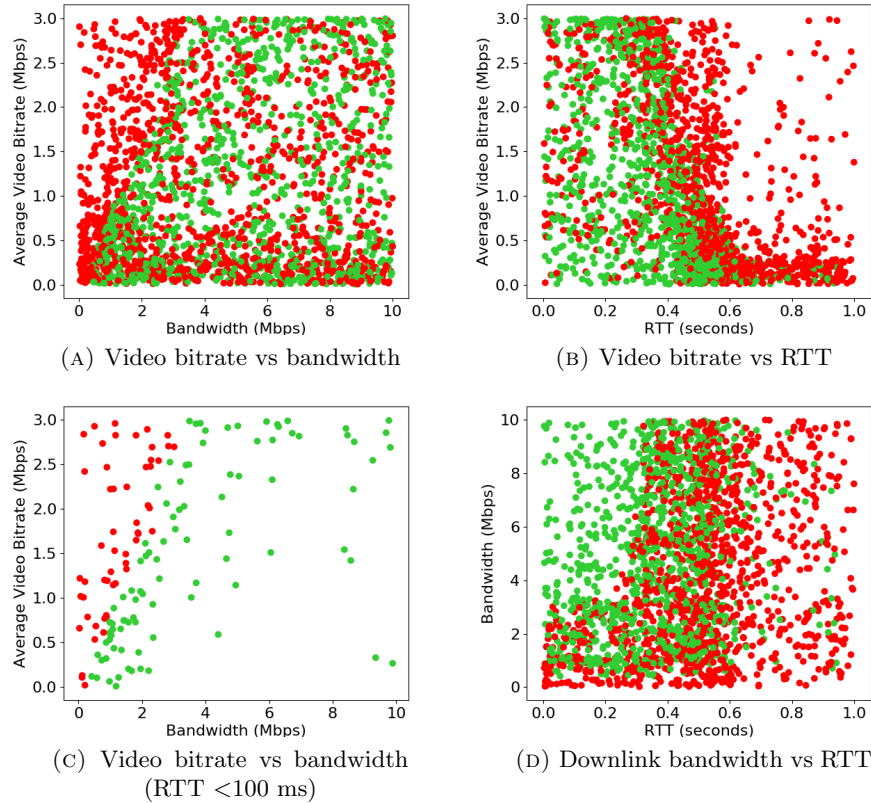 3.0
2.5
2.0
1.5
1.0
0.5
0.0
Average Video Bitrate (Mbps)
0 2 4 6 8 10
Bandwidth (Mbps)
(A) Video bitrate vs bandwidth
3.0
2.5
2.0
1.5
1.0
0.5
0.0
Average Video Bitrate (Mbps)
0.0 0.2 0.4 0.6 0.8 1.0
RTT (seconds)
(B) Video bitrate vs RTT
3.0
2.5
2.0
1.5
1.0
0.5
0.0
Average Video Bitrate (Mbps)
0 2 4 6 8 10
Bandwidth (Mbps)
(C) Video bitrate vs bandwidth
(RTT <100 ms)
10
8
6
4
2
0
Bandwidth (Mbps)
0.0 0.2 0.4 0.6 0.8 1.0
RTT (seconds)
(D) Downlink bandwidth vs RTT